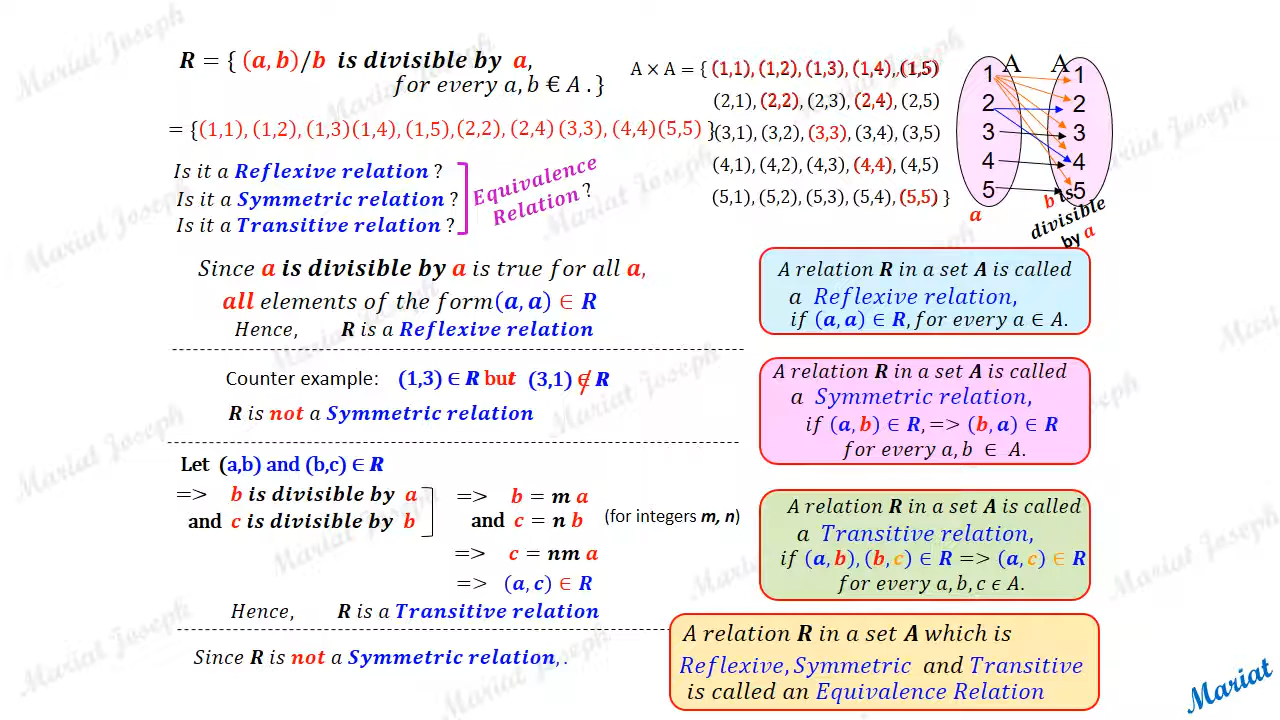 R = { (a, b)/b is divisible by a,
for every a, b € A . }
= {(1,1), (1,2), (1,3)(1,4), (1,5), (2,2), (2,4) (3,3), (4,4)(5,5) }
Is it a Reflexive relation ?
Is it a Symmetric relation ?
Is it a Transitive relation ?
Equivalence
Relation ?
A × A = { (1,1), (1,2), (1,3), (1,4), (1,5)
(2,1), (2,2), (2,3), (2,4), (2,5)
(3,1), (3,2), (3,3), (3,4), (3,5)
(4,1), (4,2), (4,3), (4,4), (4,5)
(5,1), (5,2), (5,3), (5,4), (5,5) }
A A
1 1
2 2
3 3
4 4
5 5
a
b is
divisible
by a
Since a is divisible by a is true for all a,
all elements of the form (a, a) ∈ R
Hence, R is a Reflexive relation
A relation R in a set A is called
a Reflexive relation,
if (a, a) ∈ R, for every a ∈ A.
Counter example: (1,3) ∈ R but (3,1) ∉ R
R is not a Symmetric relation
A relation R in a set A is called
a Symmetric relation,
if (a, b) ∈ R, => (b, a) ∈ R
for every a, b ∈ A.
Let (a,b) and (b,c) ∈ R
=> b is divisible by a
and c is divisible by b
=> b = m a
and c = n b (for integers m, n)
=> c = nm a
=> (a, c) ∈ R
Hence, R is a Transitive relation
A relation R in a set A is called
a Transitive relation,
if (a, b), (b, c) ∈ R => (a, c) ∈ R
for every a, b, c ∈ A.
Since R is not a Symmetric relation, .
A relation R in a set A which is
Reflexive, Symmetric and Transitive
is called an Equivalence Relation
Mariat
Mariat Joseph